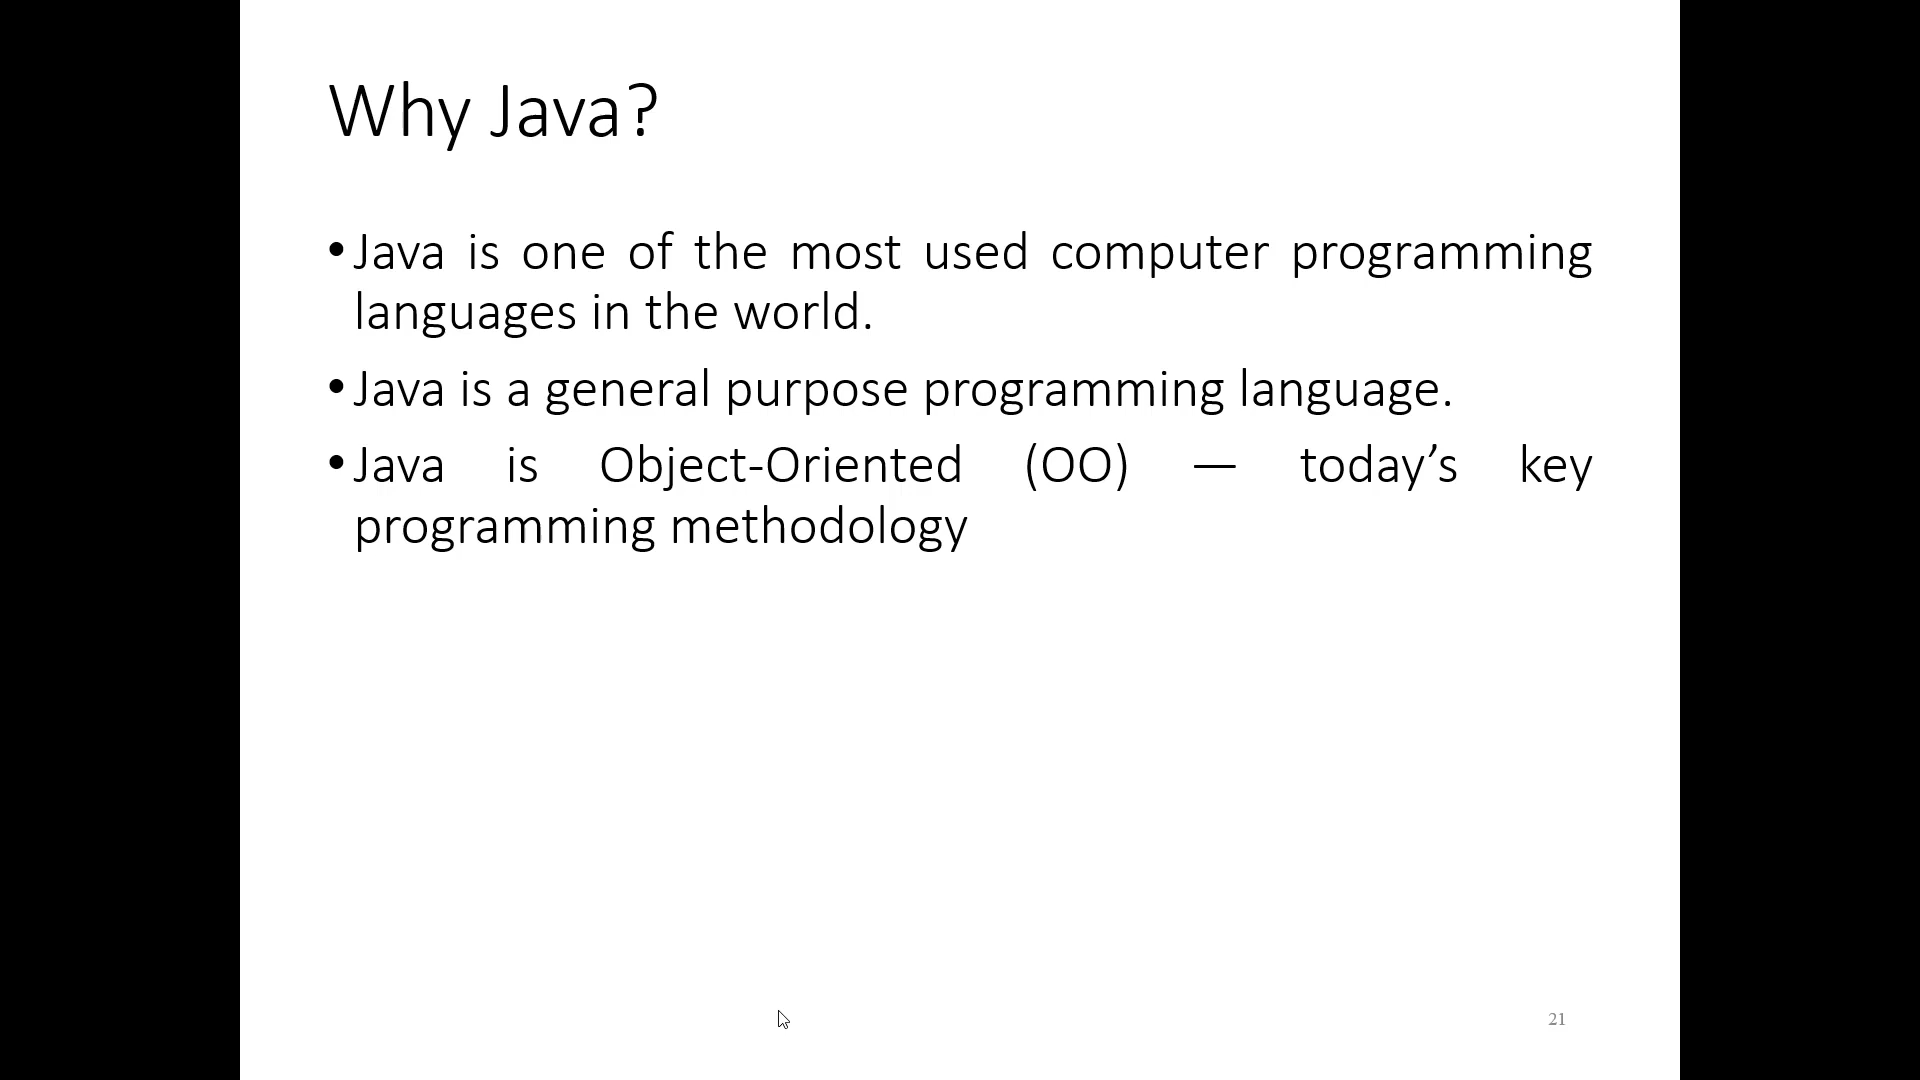 Why Java?
•Java is one of the most used computer programming
languages in the world.
•Java is a general purpose programming language.
•Java is Object-Oriented (OO) — today’s key
programming methodology
21